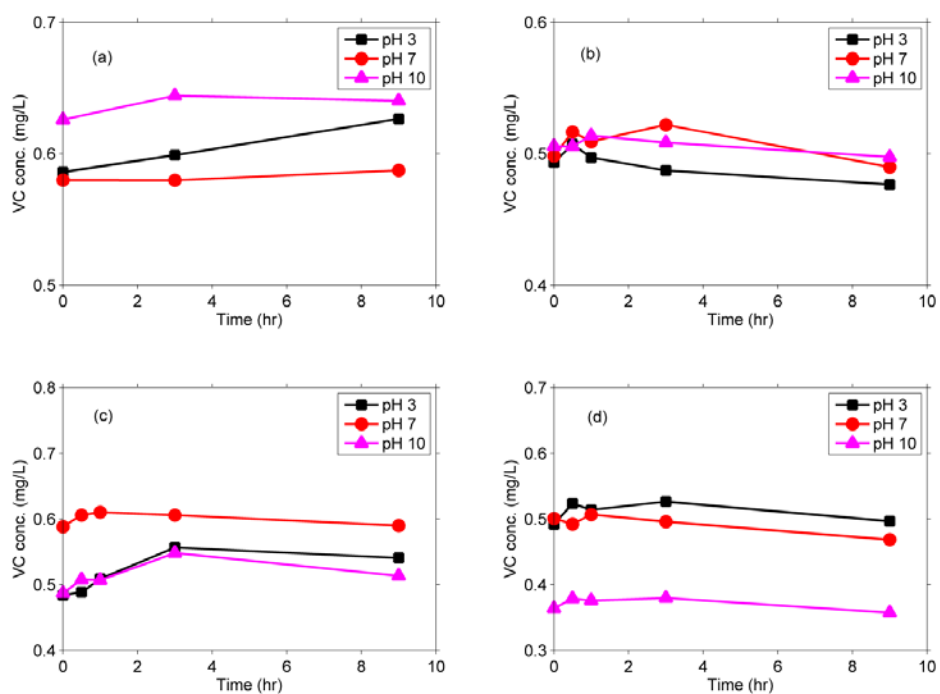 (a)
pH 3
pH 7
pH 10
VC conc. (mg/L)
0.7
0.6
0.5
0 2 4 6 8 10
Time (hr)
(b)
pH 3
pH 7
pH 10
VC conc. (mg/L)
0.6
0.5
0.4
0 2 4 6 8 10
Time (hr)
(c)
pH 3
pH 7
pH 10
VC conc. (mg/L)
0.8
0.7
0.6
0.5
0.4
0 2 4 6 8 10
Time (hr)
(d)
pH 3
pH 7
pH 10
VC conc. (mg/L)
0.7
0.6
0.5
0.4
0.3
0 2 4 6 8 10
Time (hr)